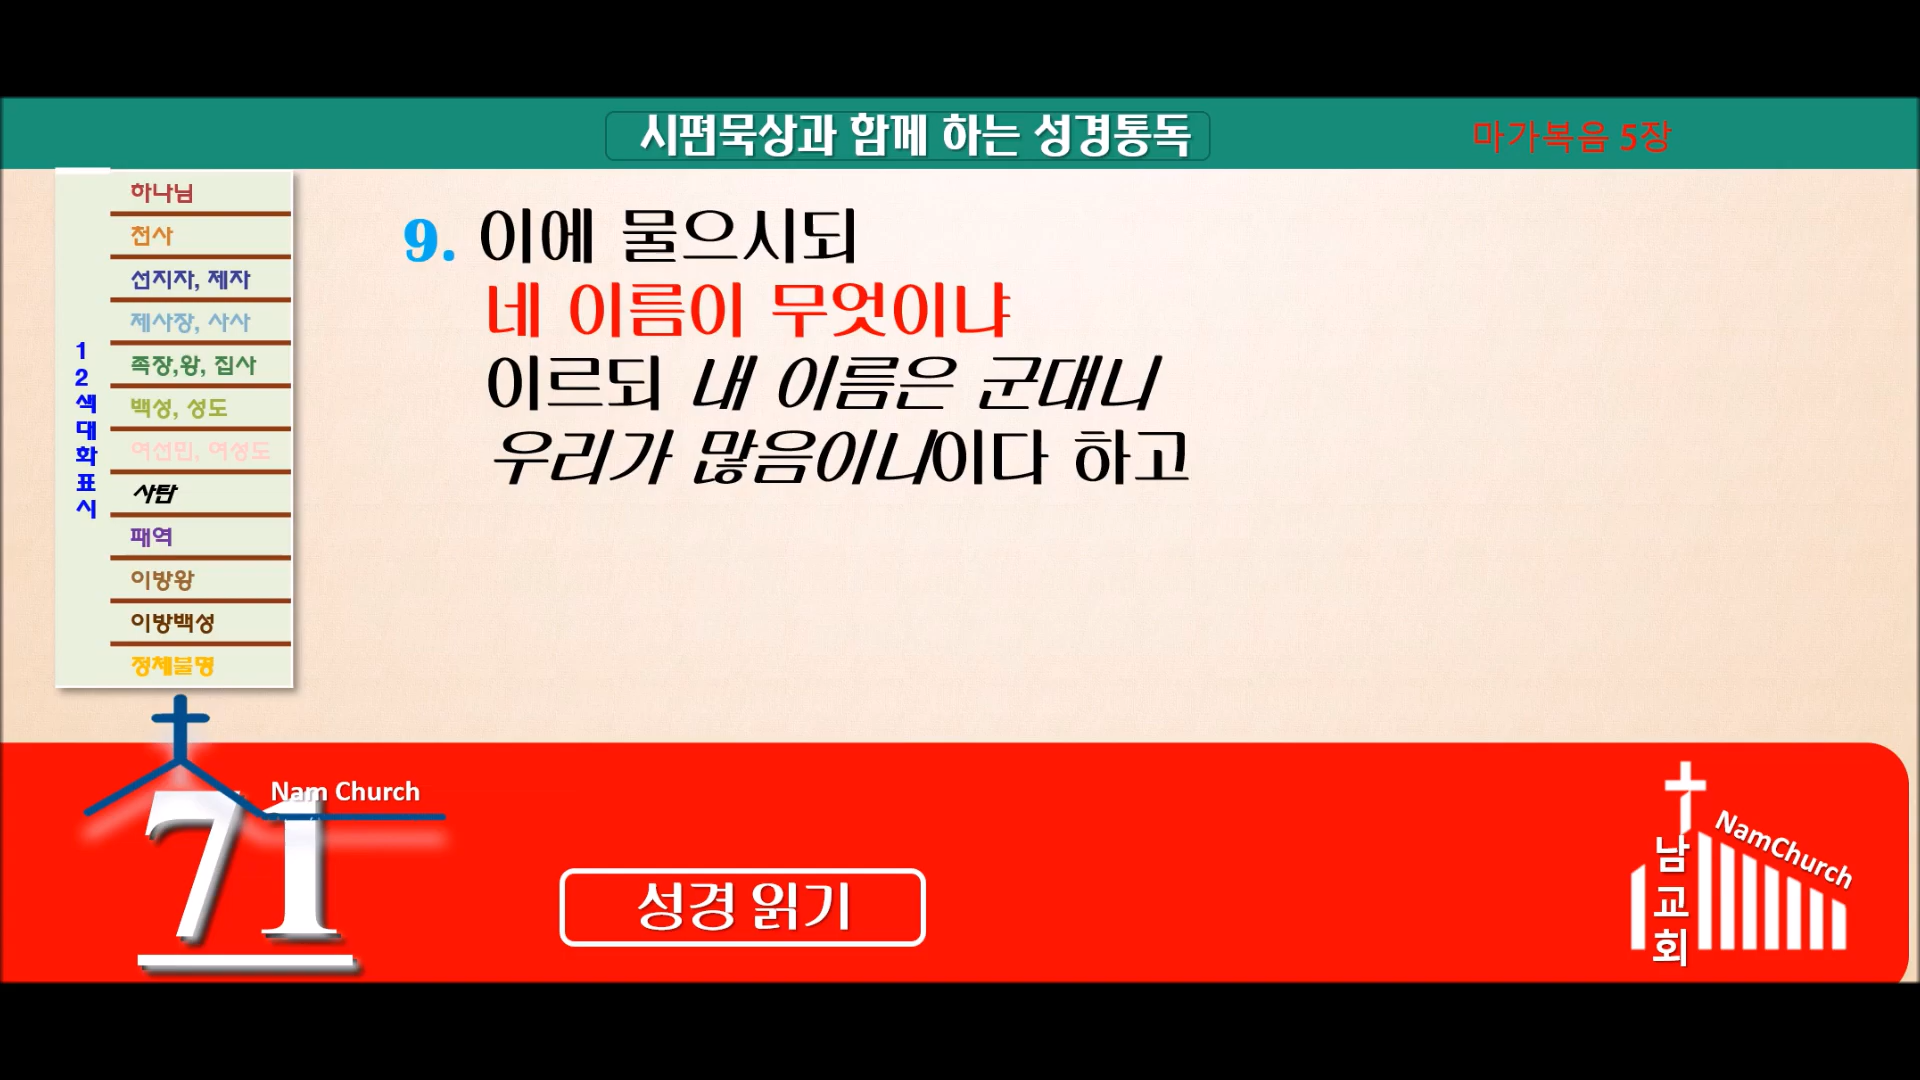 시편묵상과 함께 하는 성경통독
마가복음 5장
12색대화표시
하나님
천사
선지자, 제자
제사장, 사사
족장,왕, 집사
백성, 성도
여선민, 여성도
사탄
패역
이방왕
이방백성
정체불명
9. 이에 물으시되
네 이름이 무엇이냐
이르되 내 이름은 군대니
우리가 많음이니이다 하고
Nam Church
71
성경 읽기
NamChurch
남교회